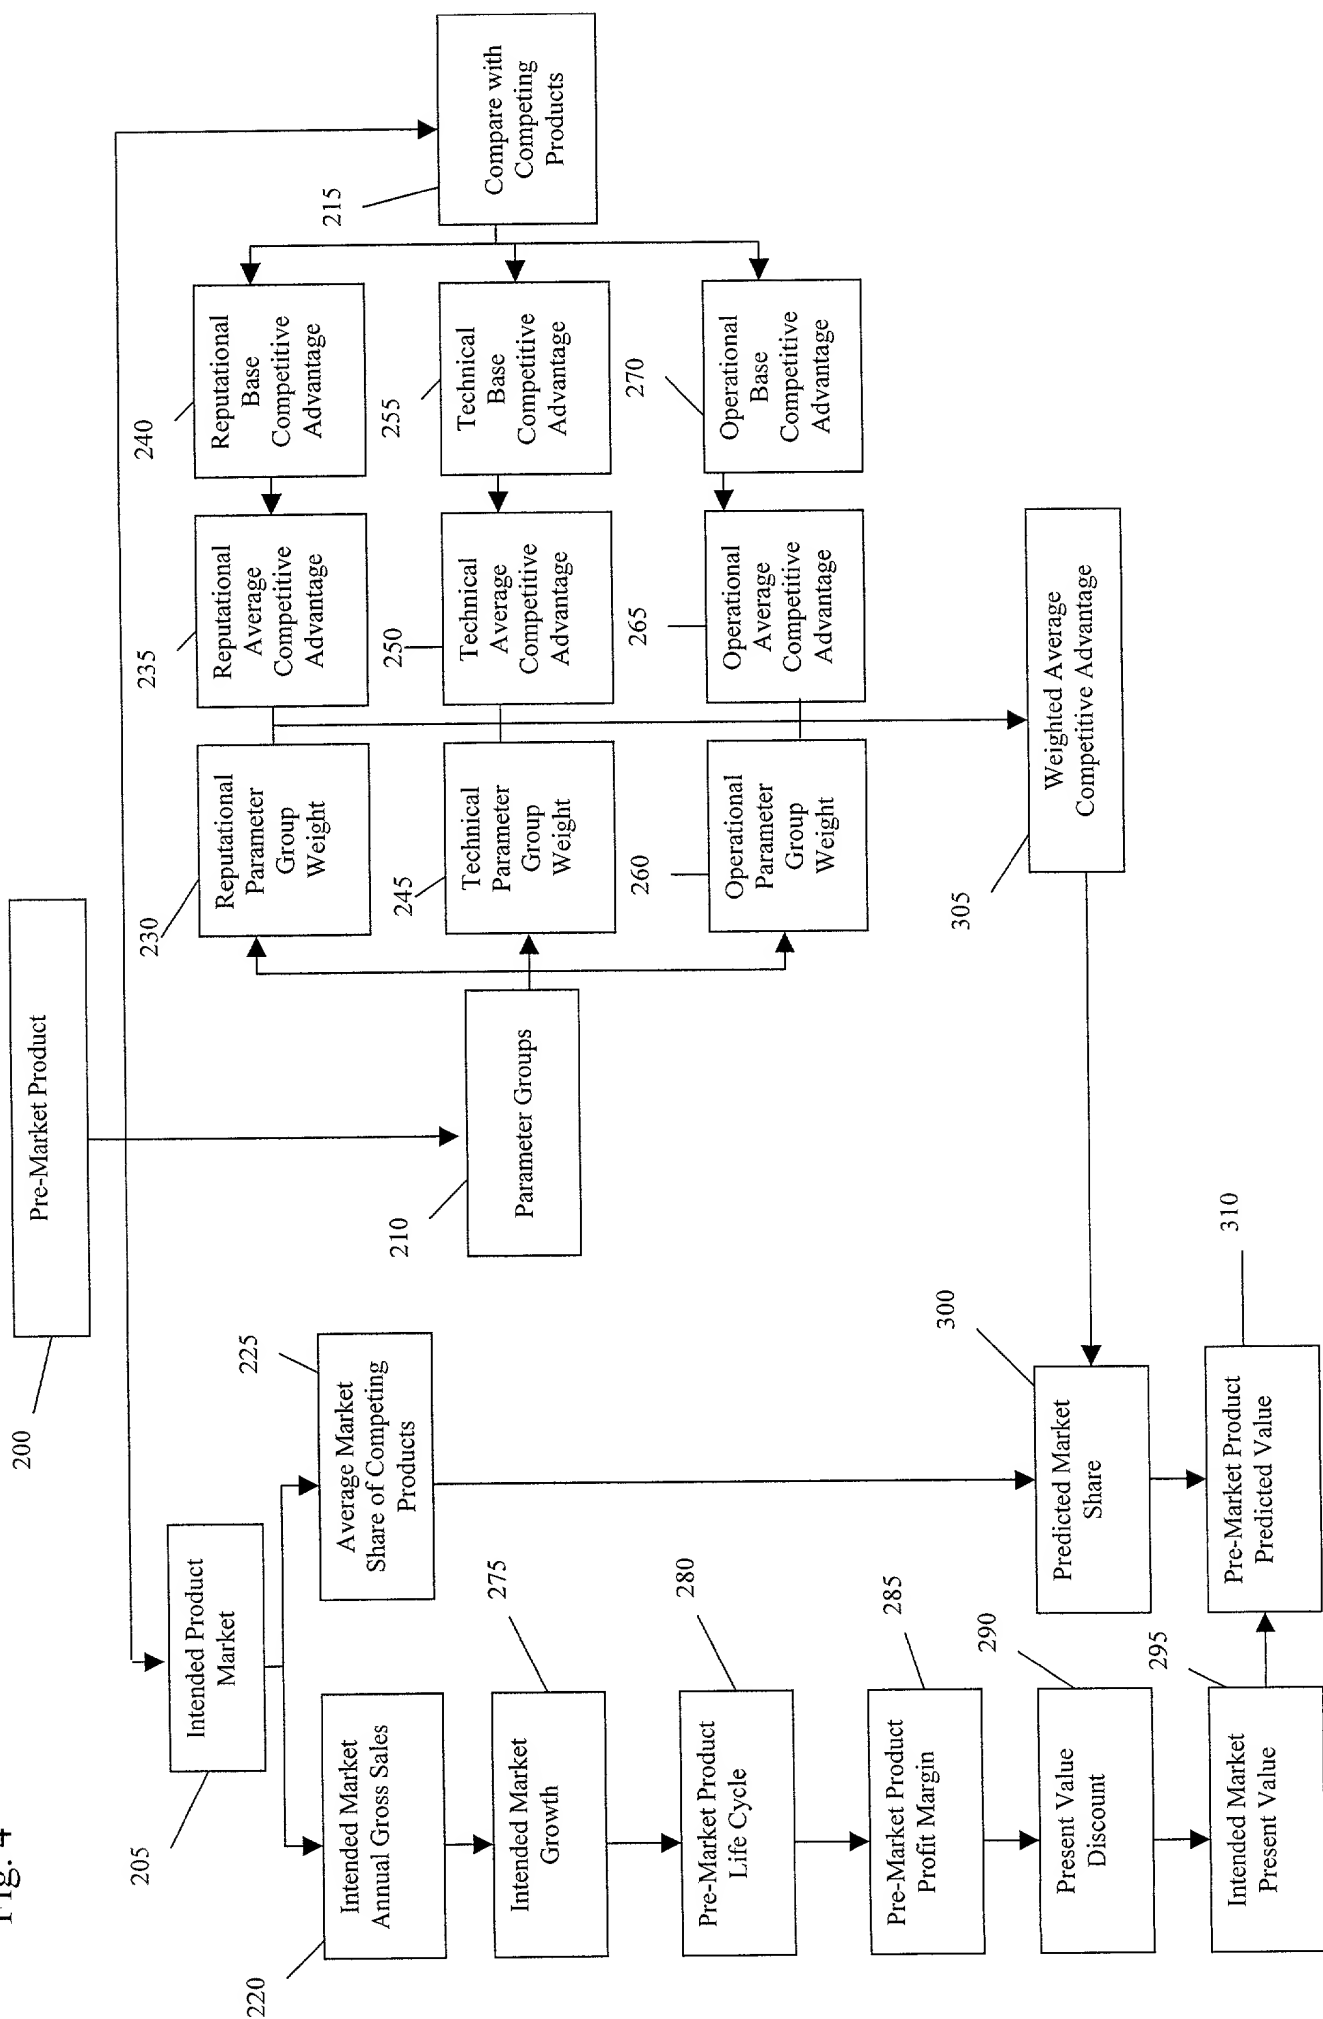 Fig. 4
200
Pre-Market Product
205
Intended Product
Market
210
Parameter Groups
215
Compare with
Competing
Products
220
Intended Market
Annual Gross Sales
225
Average Market
Share of Competing
Products
230
Reputational
Parameter
Group
Weight
235
Reputational
Average
Competitive
Advantage
240
Reputational
Base
Competitive
Advantage
245
Technical
Parameter
Group
Weight
250
Technical
Average
Competitive
Advantage
255
Technical
Base
Competitive
Advantage
260
Operational
Parameter
Group
Weight
265
Operational
Average
Competitive
Advantage
270
Operational
Base
Competitive
Advantage
275
Intended Market
Growth
280
Pre-Market Product
Life Cycle
285
Pre-Market Product
Profit Margin
290
Present Value
Discount
295
Intended Market
Present Value
300
Predicted Market
Share
305
Weighted Average
Competitive Advantage
310
Pre-Market Product
Predicted Value